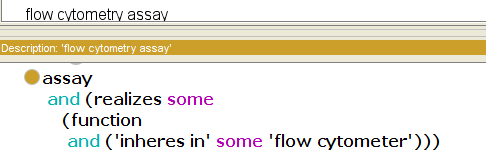 flow cytometry assay
Description: 'flow cytometry assay'
assay
and (realizes some
(function
and ('inheres in' some 'flow cytometer')))